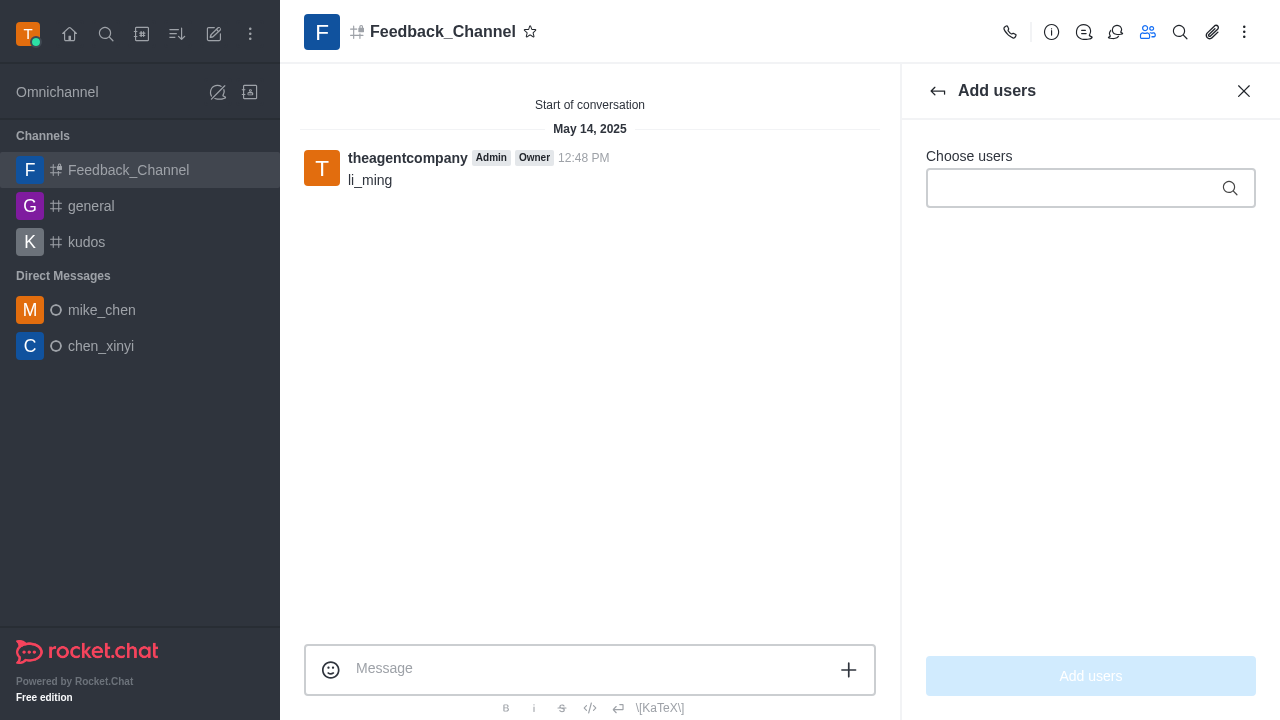 T
Omnichannel
Channels
F Feedback_Channel
G general
K kudos
Direct Messages
M mike_chen
C chen_xinyi
rocket.chat
Powered by Rocket.Chat
Free edition
F Feedback_Channel
Start of conversation
May 14, 2025
T theagentcompany Admin Owner 12:48 PM
li_ming
Message
B i S \[KaTeX\]
Add users
Choose users
Add users